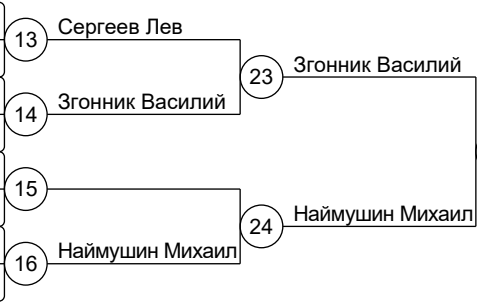 13 Сергеев Лев
23 Згонник Василий
14 Згонник Василий
15
24 Наймушин Михаил
16 Наймушин Михаил